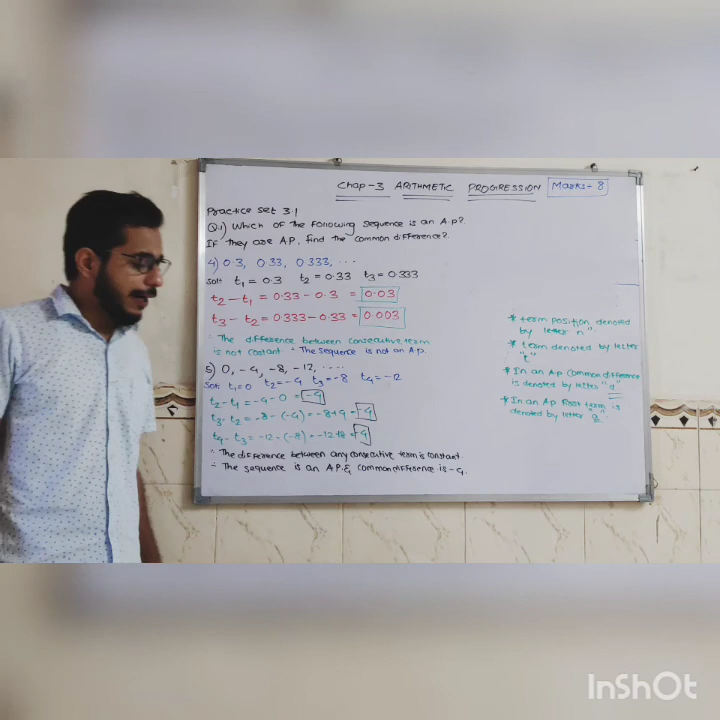 Chap-3 ARITHMETIC PROGRESSION Marks= 8
Practice Set 3.1
Q.1) Which of the Following sequence is an A.P?
If they are A.P. find the common difference?
4) 0.3, 0.33, 0.333, ....
Sol: t1 = 0.3 t2 = 0.33 t3 = 0.333
t2 - t1 = 0.33 - 0.3 = 0.03
t3 - t2 = 0.333 - 0.33 = 0.003
∴ The difference between consecutive term
is not costant ∴ The sequence is not an A.P.
5) 0, -4, -8, -12, ....
Sol: t1=0 t2=-4 t3=-8 t4=-12
t2-t1=-4-0 =-4
t3-t2=-8-(-4)=-8+4=-4
t4-t3=-12-(-8)=-12+8=-4
∴ The difference between any consecutive term is constant.
∴ The sequence is an A.P. & common difference is -4.
* term position denoted
by letter "n"
* term denoted by letter
"t"
* In an Ap common difference
is denoted by letter "d"
* In an Ap First term is
denoted by letter "a"
InShOt